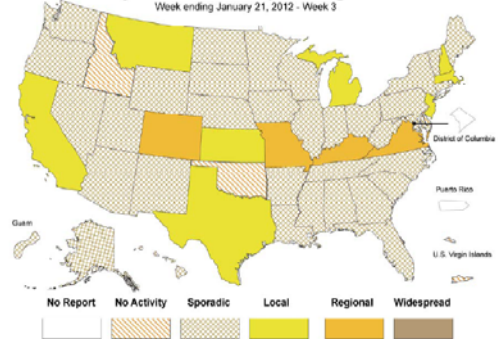 Week ending January 21, 2012 - Week 3
District of Columbia
Puerto Rico
Guam
U.S. Virgin Islands
No Report No Activity Sporadic Local Regional Widespread